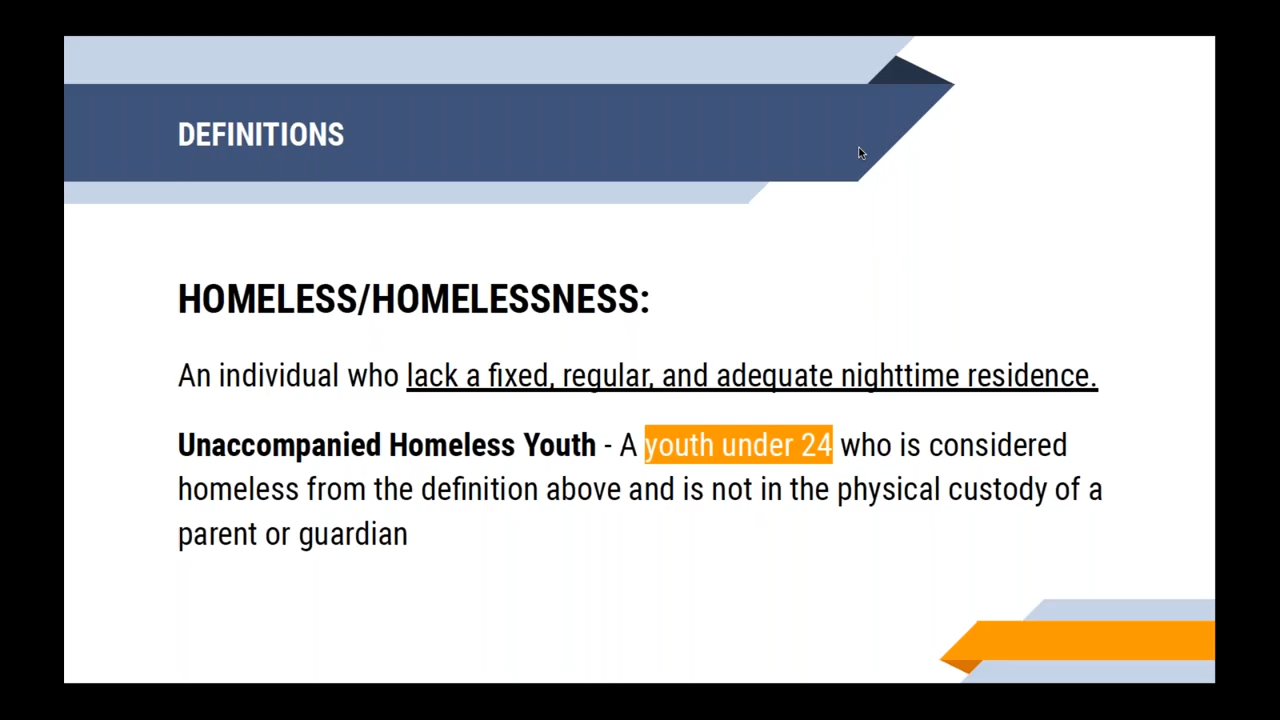 DEFINITIONS
HOMELESS/HOMELESSNESS:
An individual who lack a fixed, regular, and adequate nighttime residence.
Unaccompanied Homeless Youth - A youth under 24 who is considered
homeless from the definition above and is not in the physical custody of a
parent or guardian